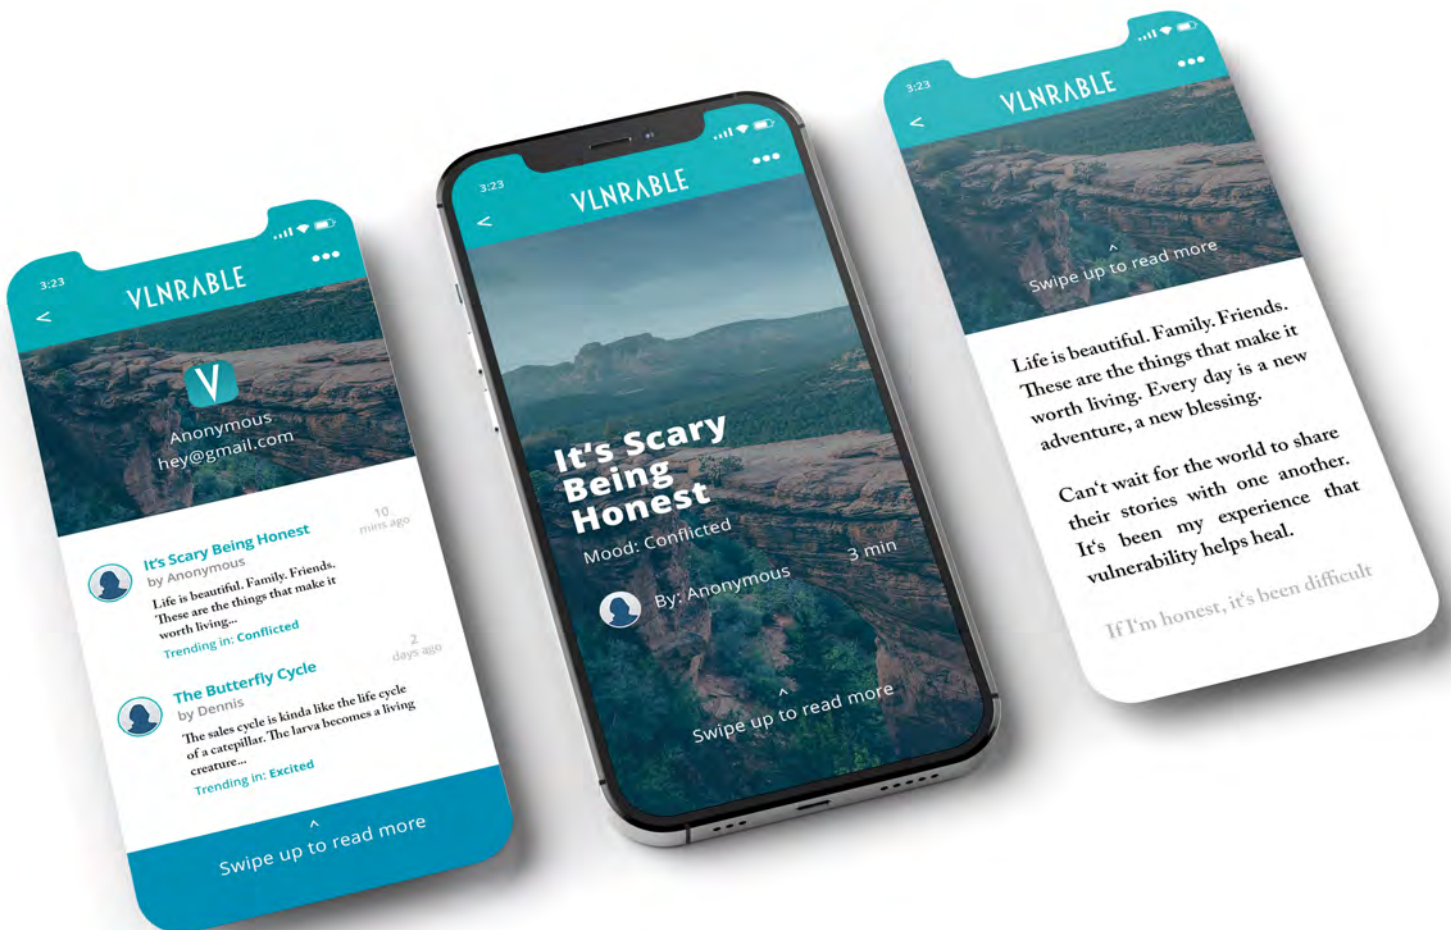 3:23
<
VLNRABLE
•••
V
Anonymous
hey@gmail.com
It's Scary Being Honest
10
mins ago
by Anonymous
Life is beautiful. Family. Friends.
These are the things that make it
worth living...
Trending in: Conflicted
The Butterfly Cycle
2
days ago
by Dennis
The sales cycle is kinda like the life cycle
of a catepillar. The larva becomes a living
creature...
Trending in: Excited
^
Swipe up to read more
3:23
<
VLNRABLE
•••
It's Scary
Being
Honest
Mood: Conflicted
By: Anonymous
3 min
^
Swipe up to read more
3:23
<
VLNRABLE
•••
^
Swipe up to read more
Life is beautiful. Family. Friends.
These are the things that make it
worth living. Every day is a new
adventure, a new blessing.
Can't wait for the world to share
their stories with one another.
It's been my experience that
vulnerability helps heal.
If I'm honest, it's been difficult